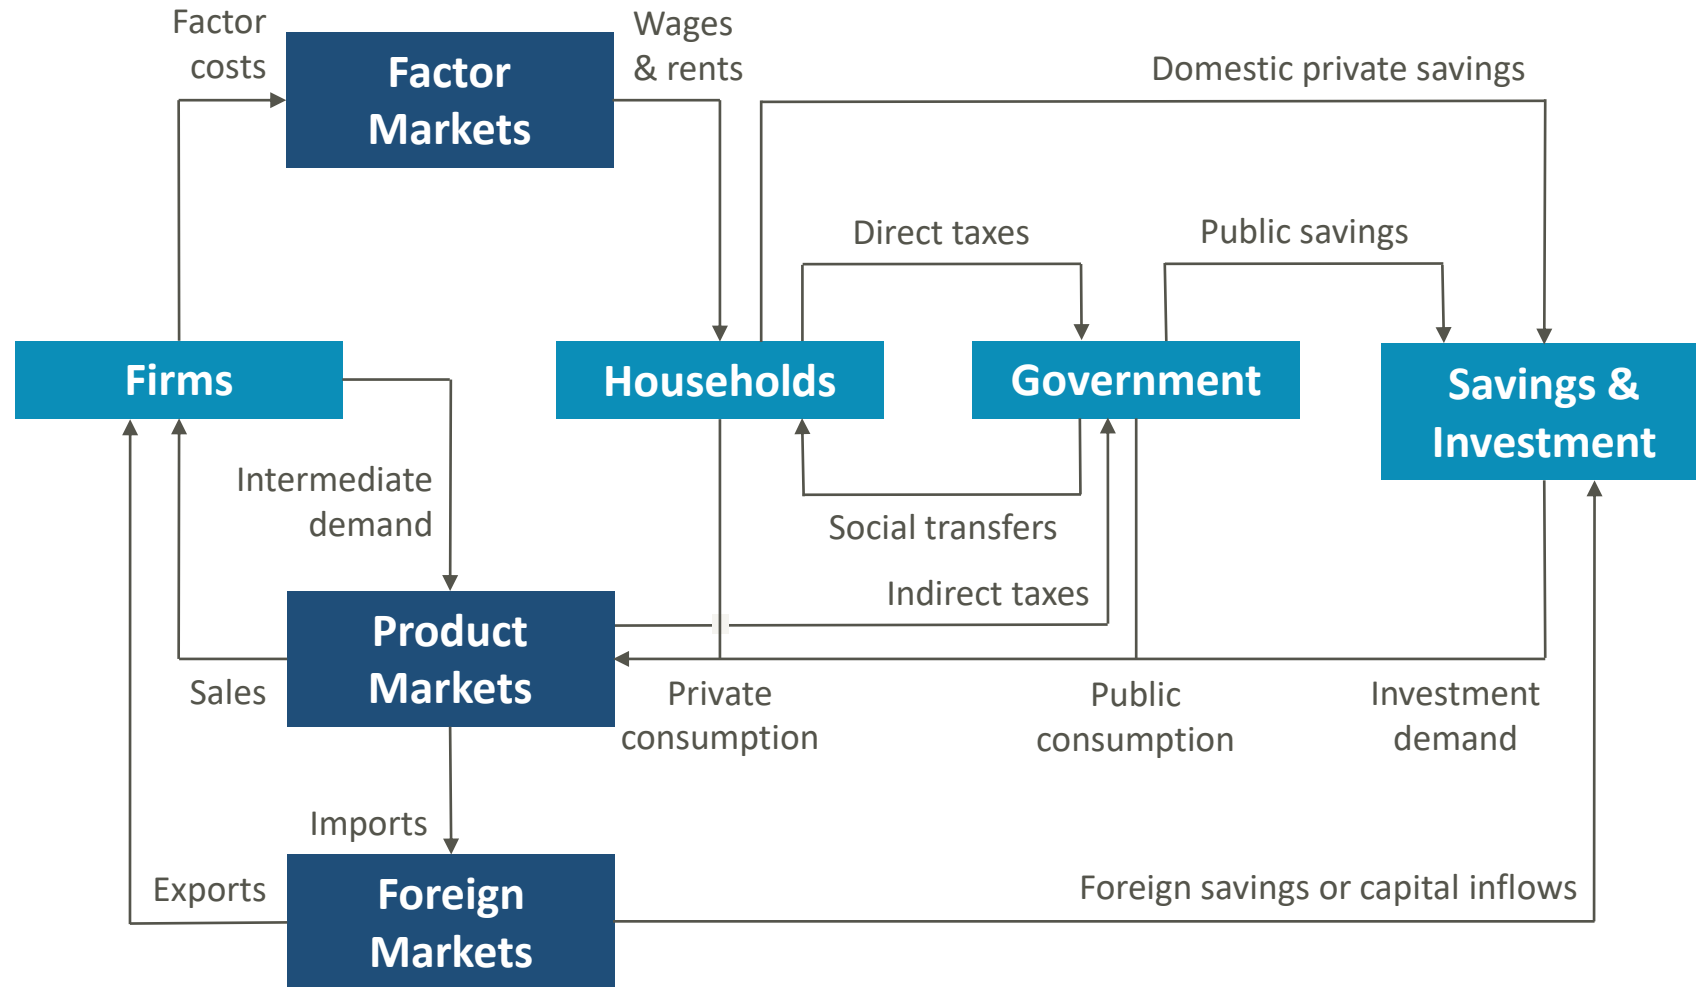 Factor
costs
Factor
Markets
Wages
& rents
Domestic private savings
Direct taxes
Public savings
Firms
Households
Government
Savings &
Investment
Intermediate
demand
Social transfers
Indirect taxes
Product
Markets
Sales
Private
consumption
Public
consumption
Investment
demand
Imports
Exports
Foreign
Markets
Foreign savings or capital inflows